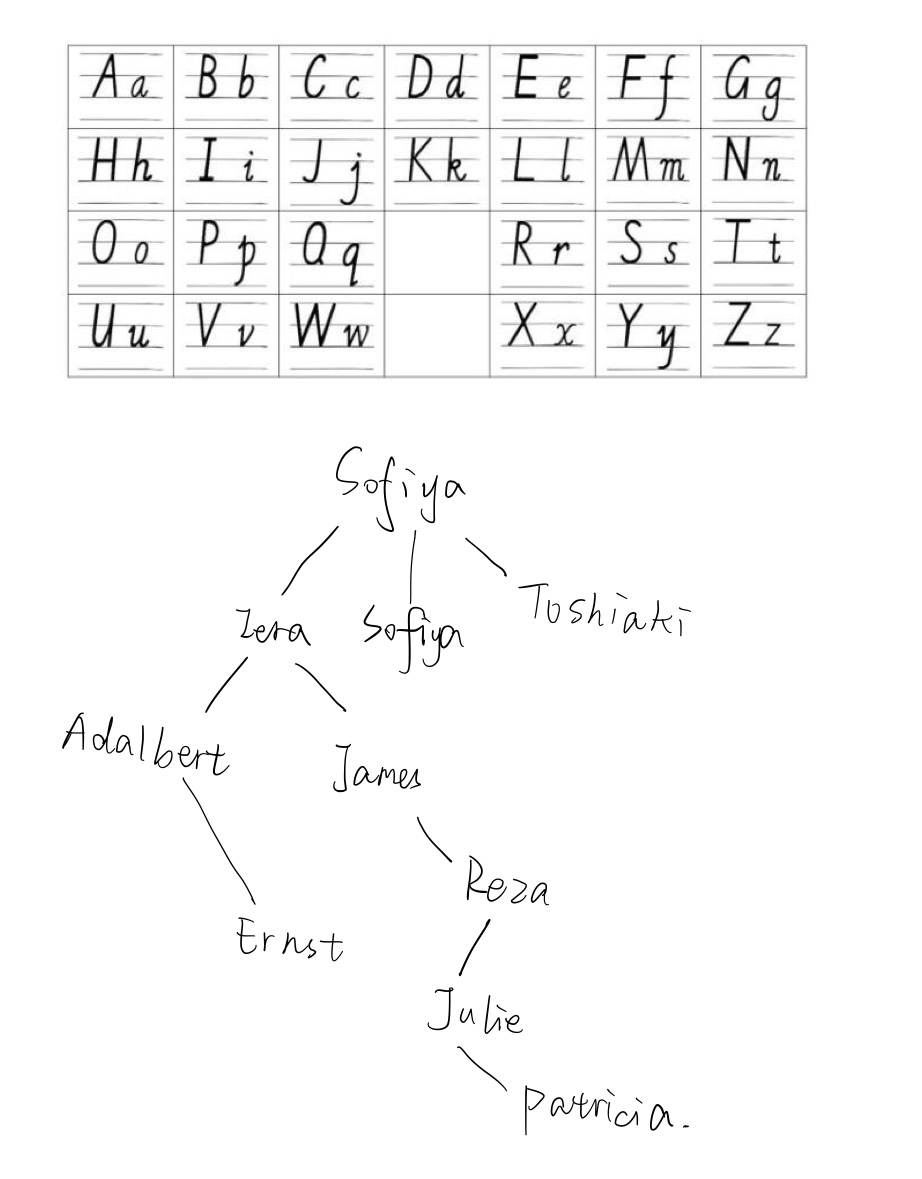 Aa Bb Cc Dd Ee Ff Gg
Hh Ii Jj Kk Ll Mm Nn
Oo Pp Qq Rr Ss Tt
Uu Vv Ww Xx Yy Zz
Sofiya
Zera Sofiya Toshiaki
Adalbert James
Reza
Ernst
Julie
Patricia.